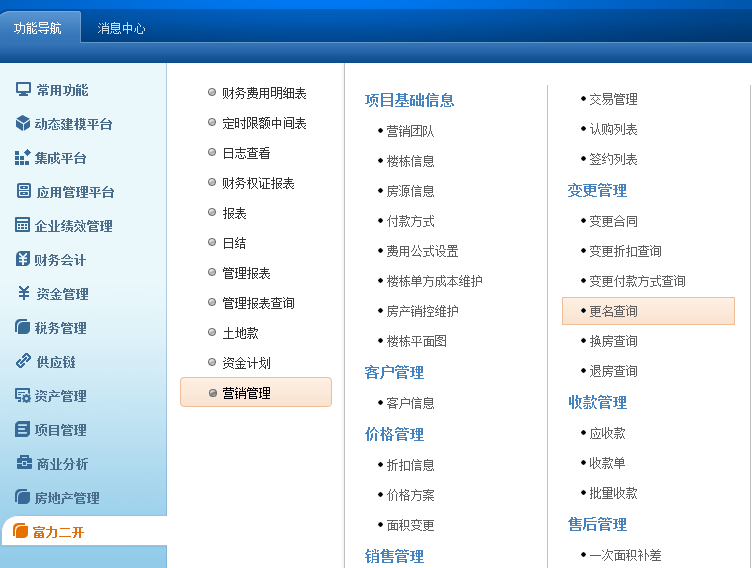 功能导航
消息中心
常用功能
动态建模平台
集成平台
应用管理平台
企业绩效管理
财务会计
资金管理
税务管理
供应链
资产管理
项目管理
商业分析
房地产管理
富力二开
财务费用明细表
定时限额中间表
日志查看
财务权证报表
报表
日结
管理报表
管理报表查询
土地款
资金计划
营销管理
项目基础信息
营销团队
楼栋信息
房源信息
付款方式
费用公式设置
楼栋单方成本维护
房产销控维护
楼栋平面图
客户管理
客户信息
价格管理
折扣信息
价格方案
面积变更
销售管理
交易管理
认购列表
签约列表
变更管理
变更合同
变更折扣查询
变更付款方式查询
更名查询
换房查询
退房查询
收款管理
应收款
收款单
批量收款
售后管理
一次面积补差